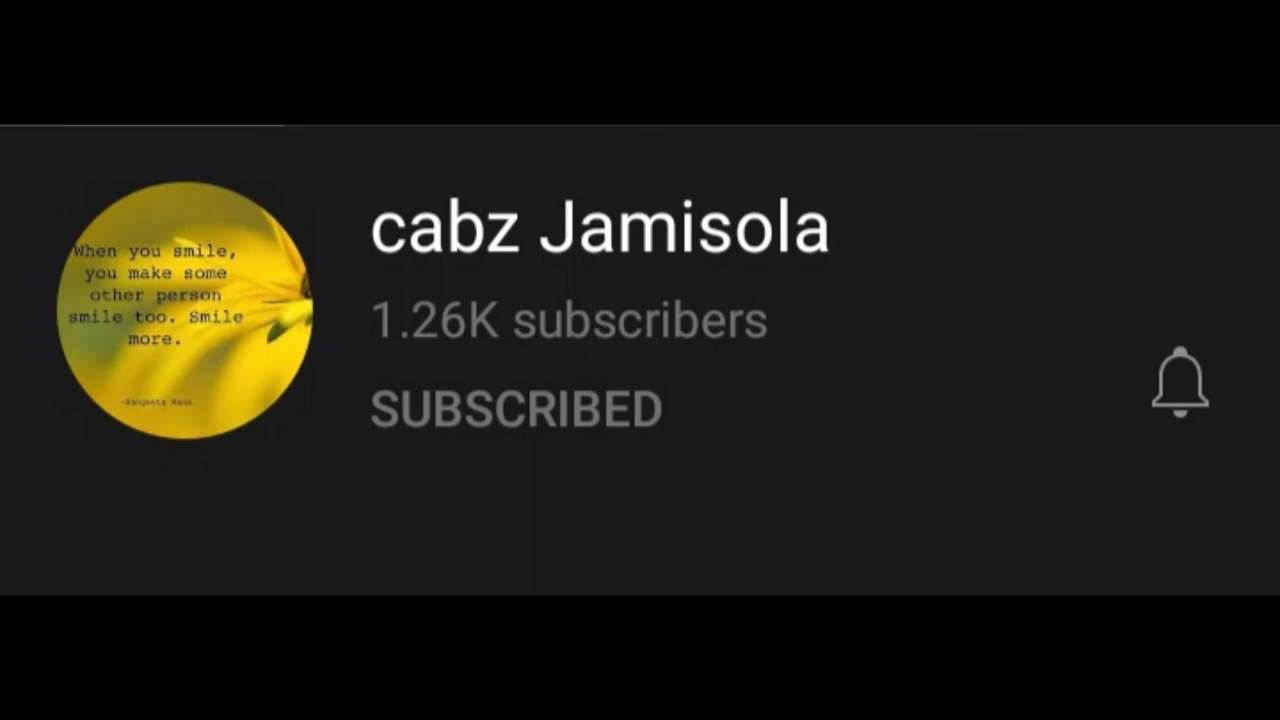 When you smile,
you make some
other person
smile too. Smile
more.
cabz Jamisola
1.26K subscribers
SUBSCRIBED